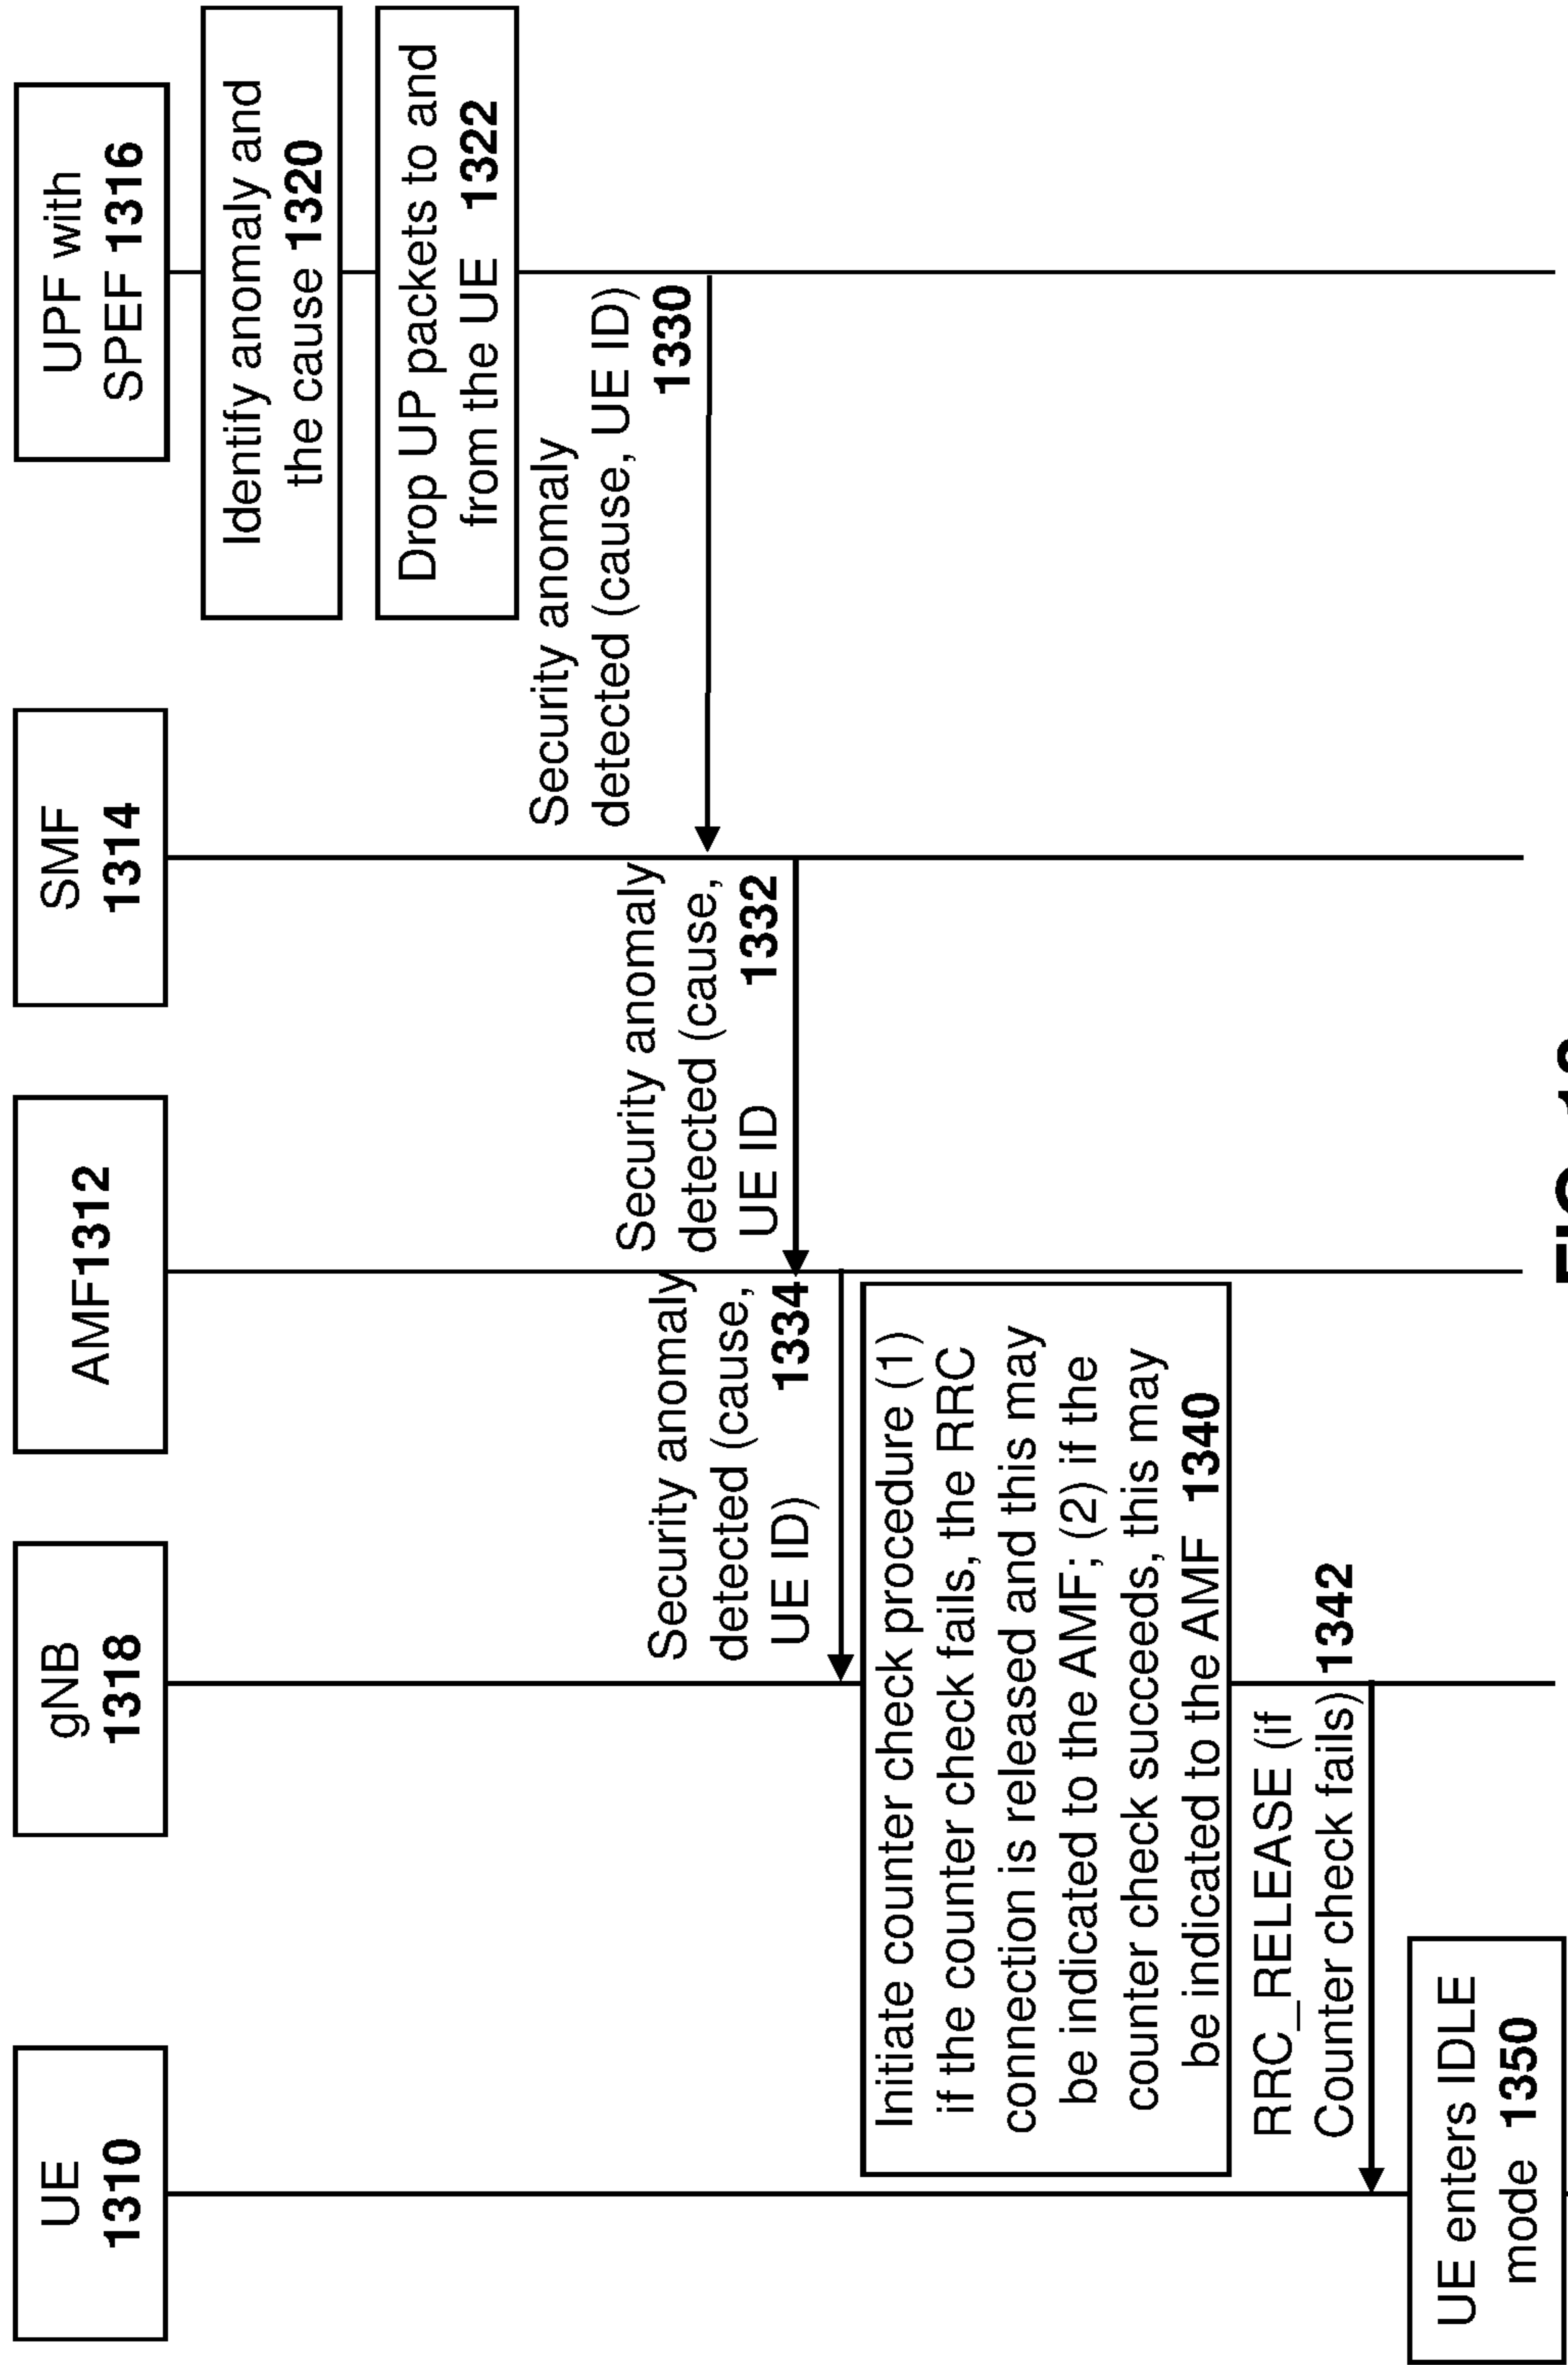 UE
1310
gNB
1318
AMF1312
SMF
1314
UPF with
SPEF 1316
Identify anomaly and
the cause 1320
Drop UP packets to and
from the UE 1322
Security anomaly
detected (cause, UE ID)
1330
Security anomaly
detected (cause,
UE ID 1332
Security anomaly
detected (cause,
UE ID) 1334
Initiate counter check procedure (1)
if the counter check fails, the RRC
connection is released and this may
be indicated to the AMF; (2) if the
counter check succeeds, this may
be indicated to the AMF 1340
RRC_RELEASE (if
Counter check fails) 1342
UE enters IDLE
mode 1350